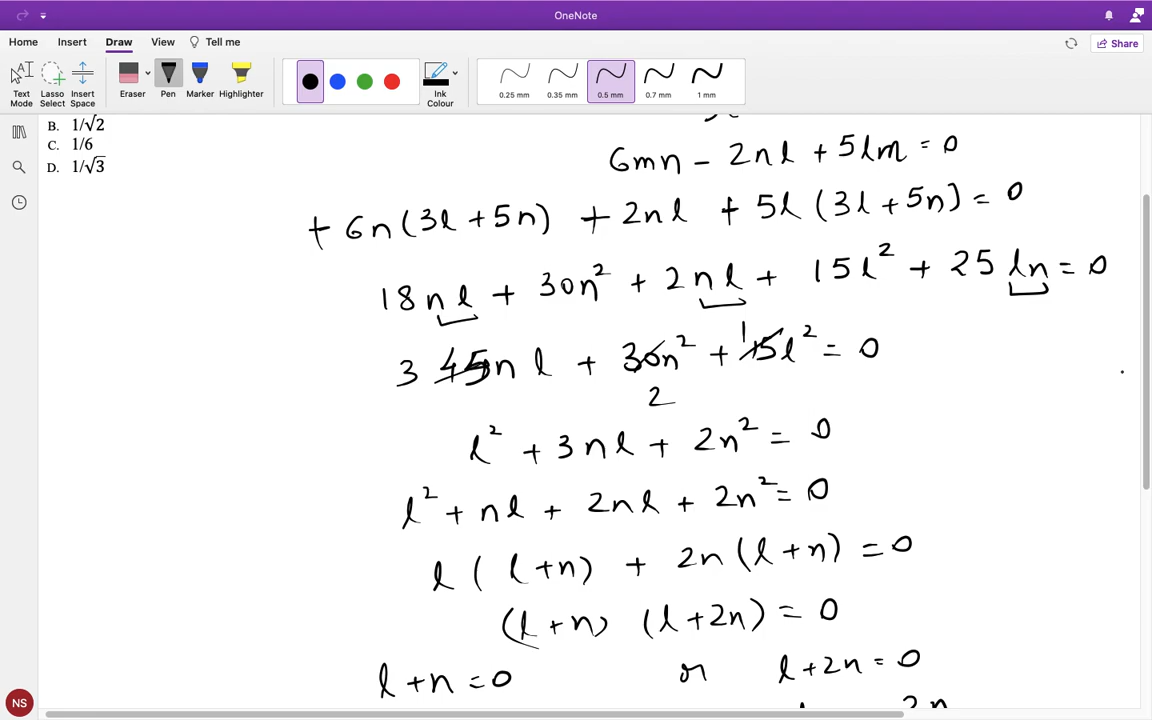 OneNote
Home Insert Draw View Tell me Share
Text Mode Lasso Select Insert Space Eraser Pen Marker Highlighter Ink Colour 0.25 mm 0.35 mm 0.5 mm 0.7 mm 1 mm
B. 1/√2
C. 1/6
D. 1/√3
6mn - 2nl + 5lm = 0
+ 6n(3l + 5n) + 2nl + 5l (3l + 5n) = 0
18nl + 30n² + 2nl + 15l² + 25 ln = 0
3 45nl + 30n² + 15l² = 0
1
2
l² + 3nl + 2n² = 0
l² + nl + 2nl + 2n² = 0
l (l+n) + 2n (l+n) = 0
(l+n) (l+2n) = 0
l+n = 0 or l+2n = 0
NS